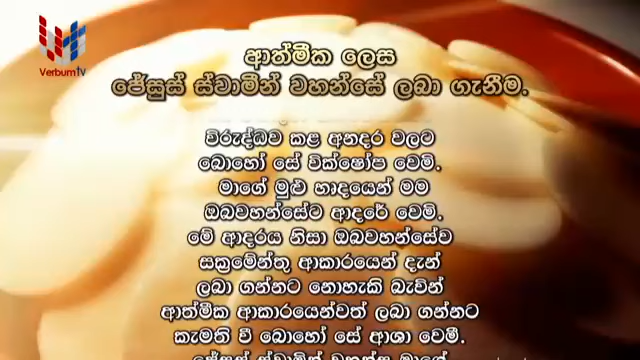 VerbumTV
ආත්මීක ලෙස
ජේසුස් ස්වාමීන් වහන්සේ ලබා ගැනීම.
විරුද්ධව කළ අනදර වලට
බොහෝ සේ වික්ෂෝප වෙමි.
මාගේ මුළු හෘදයෙන් මම
ඔබවහන්සේට ආදරේ වෙමි.
මේ ආදරය නිසා ඔබවහන්සේව
සක්‍රමේන්තු ආකාරයෙන් දැන්
ලබා ගන්නට නොහැකි බැවින්
ආත්මීක ආකාරයෙන්වත් ලබා ගන්නට
කැමති වී බොහෝ සේ ආශා වෙමී.
ජේසුස් ස්වාමීන් වහන්ස මාගේ